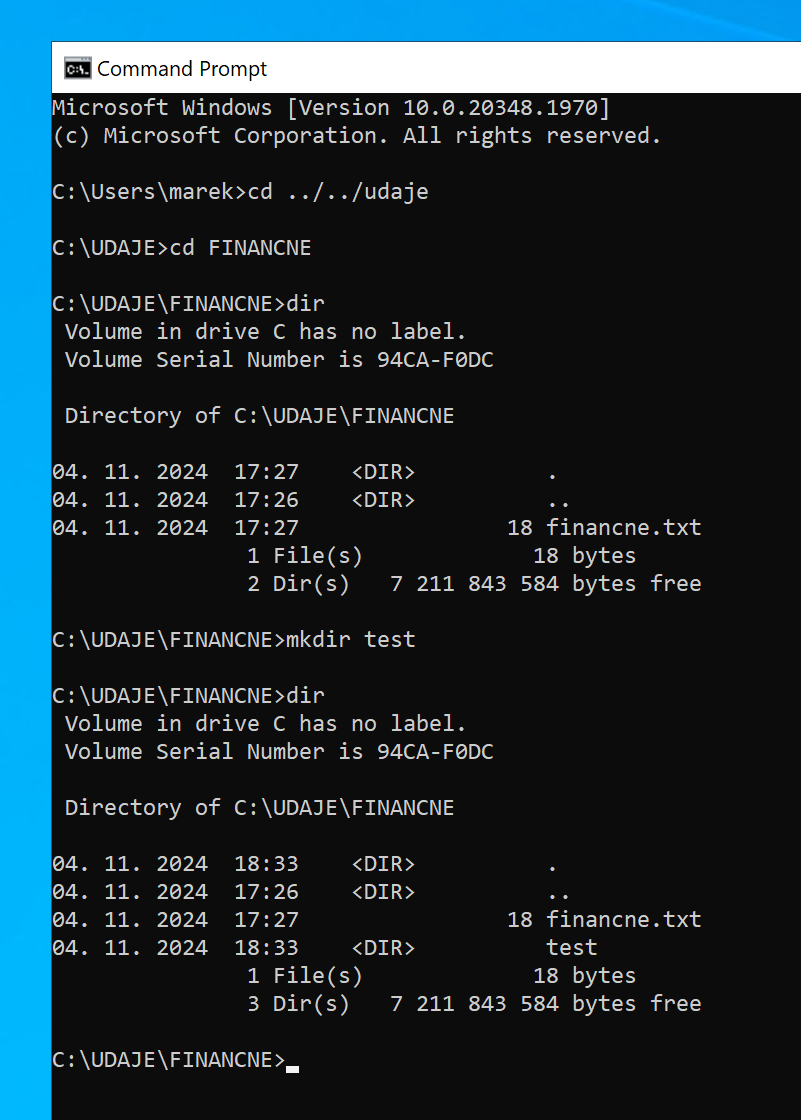 C:\.
Command Prompt
Microsoft Windows [Version 10.0.20348.1970]
(c) Microsoft Corporation. All rights reserved.
C:\Users\marek>cd ../../udaje
C:\UDAJE>cd FINANCNE
C:\UDAJE\FINANCNE>dir
Volume in drive C has no label.
Volume Serial Number is 94CA-F0DC
Directory of C:\UDAJE\FINANCNE
04. 11. 2024  17:27    <DIR>          .
04. 11. 2024  17:26    <DIR>          ..
04. 11. 2024  17:27                18 financne.txt
1 File(s)             18 bytes
2 Dir(s)   7 211 843 584 bytes free
C:\UDAJE\FINANCNE>mkdir test
C:\UDAJE\FINANCNE>dir
Volume in drive C has no label.
Volume Serial Number is 94CA-F0DC
Directory of C:\UDAJE\FINANCNE
04. 11. 2024  18:33    <DIR>          .
04. 11. 2024  17:26    <DIR>          ..
04. 11. 2024  17:27                18 financne.txt
04. 11. 2024  18:33    <DIR>          test
1 File(s)             18 bytes
3 Dir(s)   7 211 843 584 bytes free
C:\UDAJE\FINANCNE>